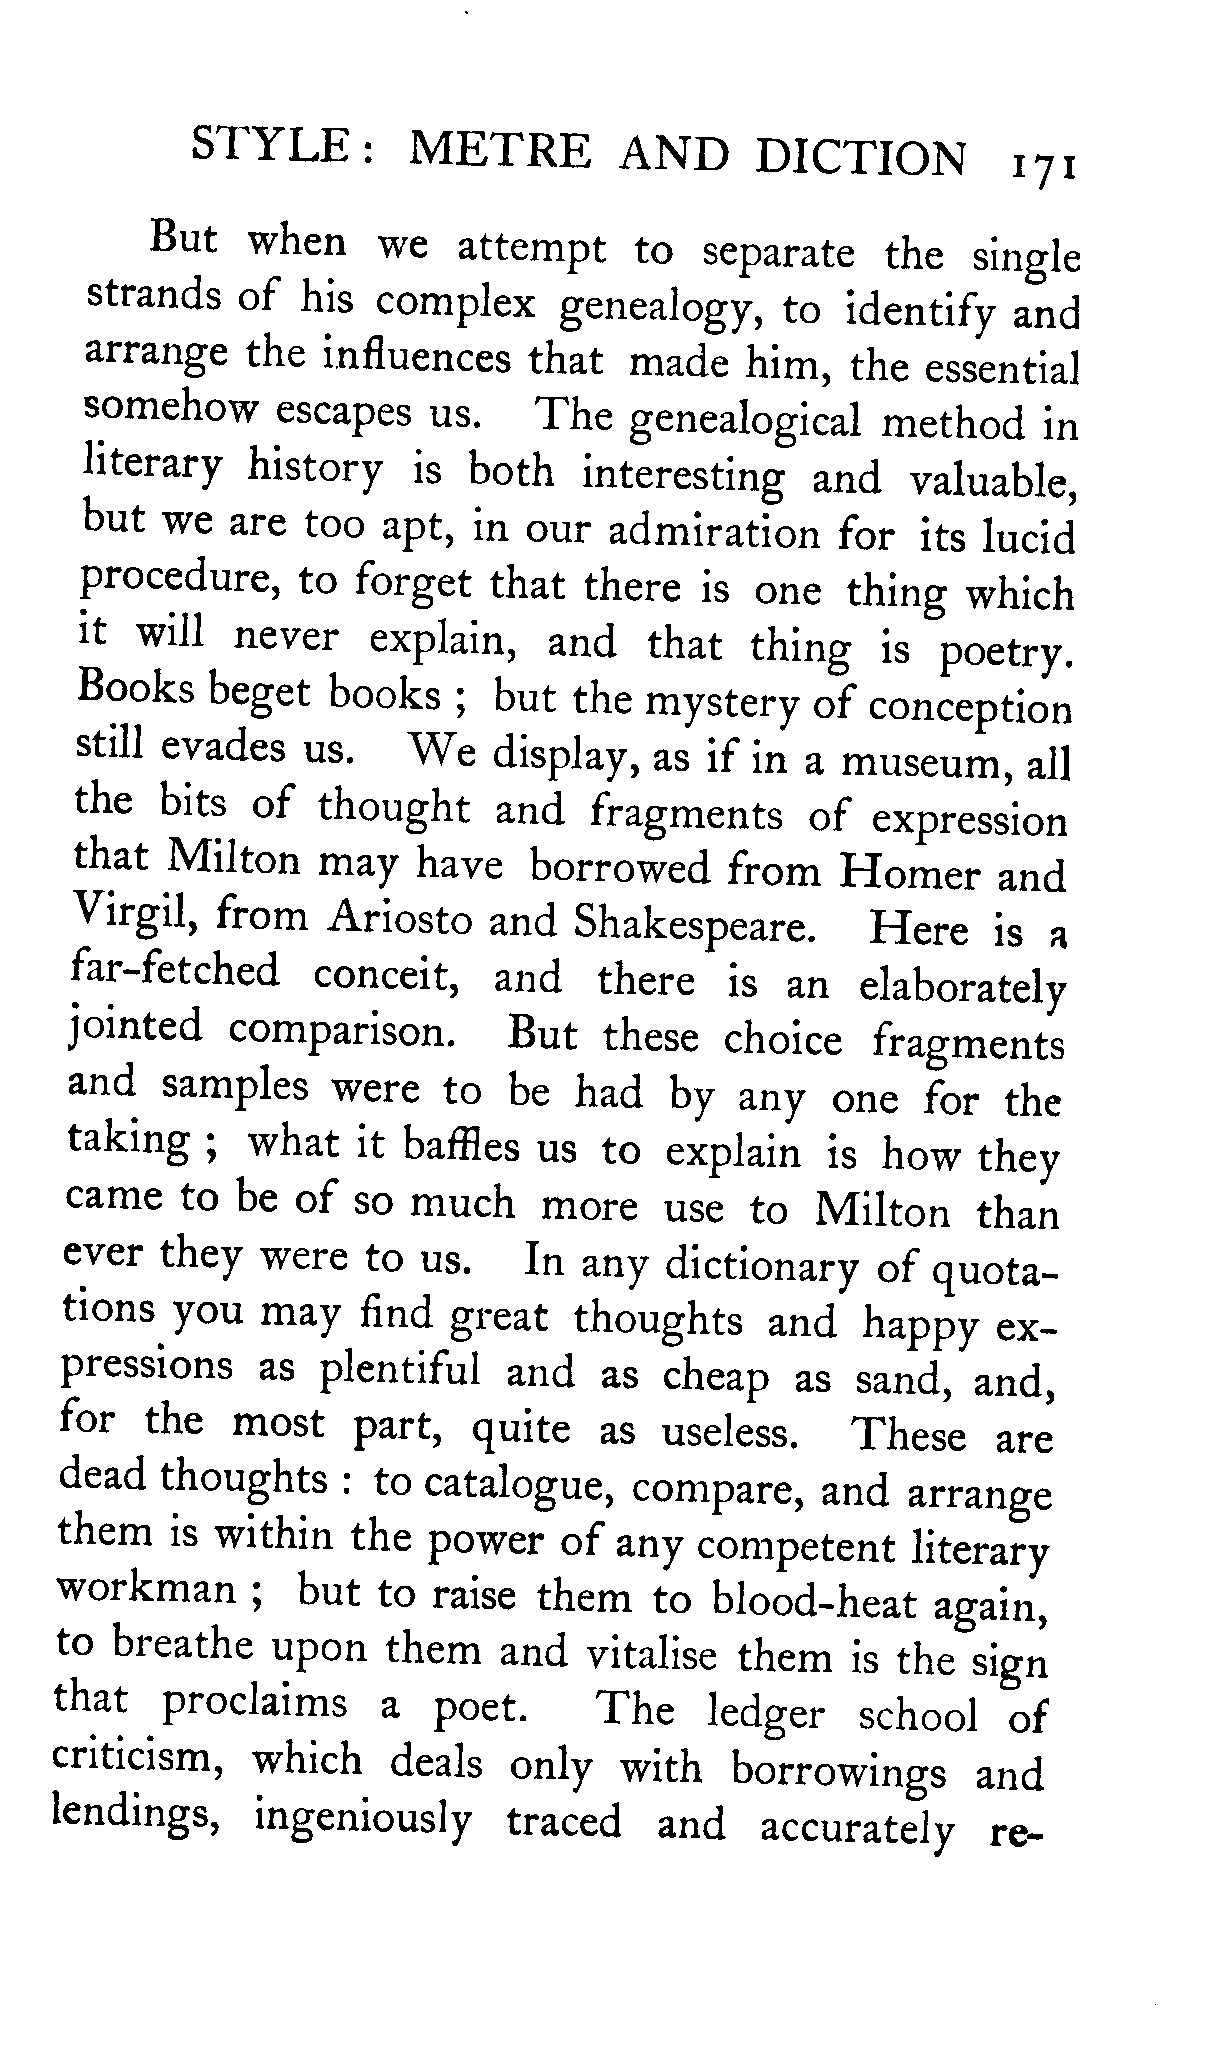 STYLE: METRE AND DICTION 171
But when we attempt to separate the single
strands of his complex genealogy, to identify and
arrange the influences that made him, the essential
somehow escapes us. The genealogical method in
literary history is both interesting and valuable,
but we are too apt, in our admiration for its lucid
procedure, to forget that there is one thing which
it will never explain, and that thing is poetry.
Books beget books ; but the mystery of conception
still evades us. We display, as if in a museum, all
the bits of thought and fragments of expression
that Milton may have borrowed from Homer and
Virgil, from Ariosto and Shakespeare. Here is a
far-fetched conceit, and there is an elaborately
jointed comparison. But these choice fragments
and samples were to be had by any one for the
taking ; what it baffles us to explain is how they
came to be of so much more use to Milton than
ever they were to us. In any dictionary of quota-
tions you may find great thoughts and happy ex-
pressions as plentiful and as cheap as sand, and,
for the most part, quite as useless. These are
dead thoughts : to catalogue, compare, and arrange
them is within the power of any competent literary
workman ; but to raise them to blood-heat again,
to breathe upon them and vitalise them is the sign
that proclaims a poet. The ledger school of
criticism, which deals only with borrowings and
lendings, ingeniously traced and accurately re-